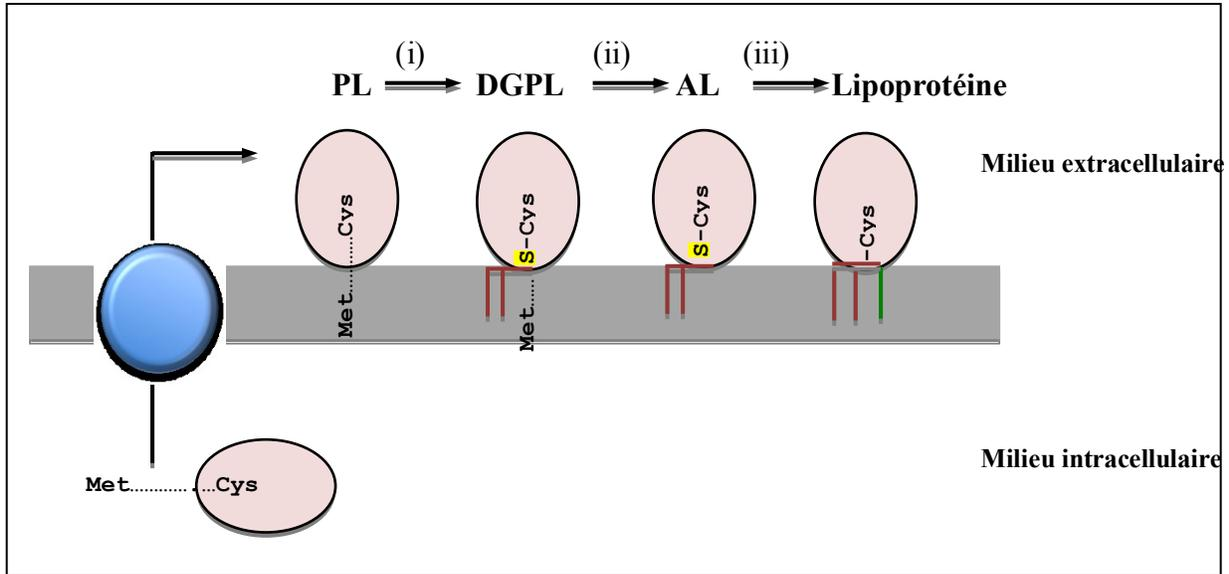 (i) (ii) (iii)
PL DGPL AL Lipoprotéine
Milieu extracellulaire
Met..........Cys
S-Cys
Met.....
S-Cys
-Cys
Milieu intracellulaire
Met..............Cys